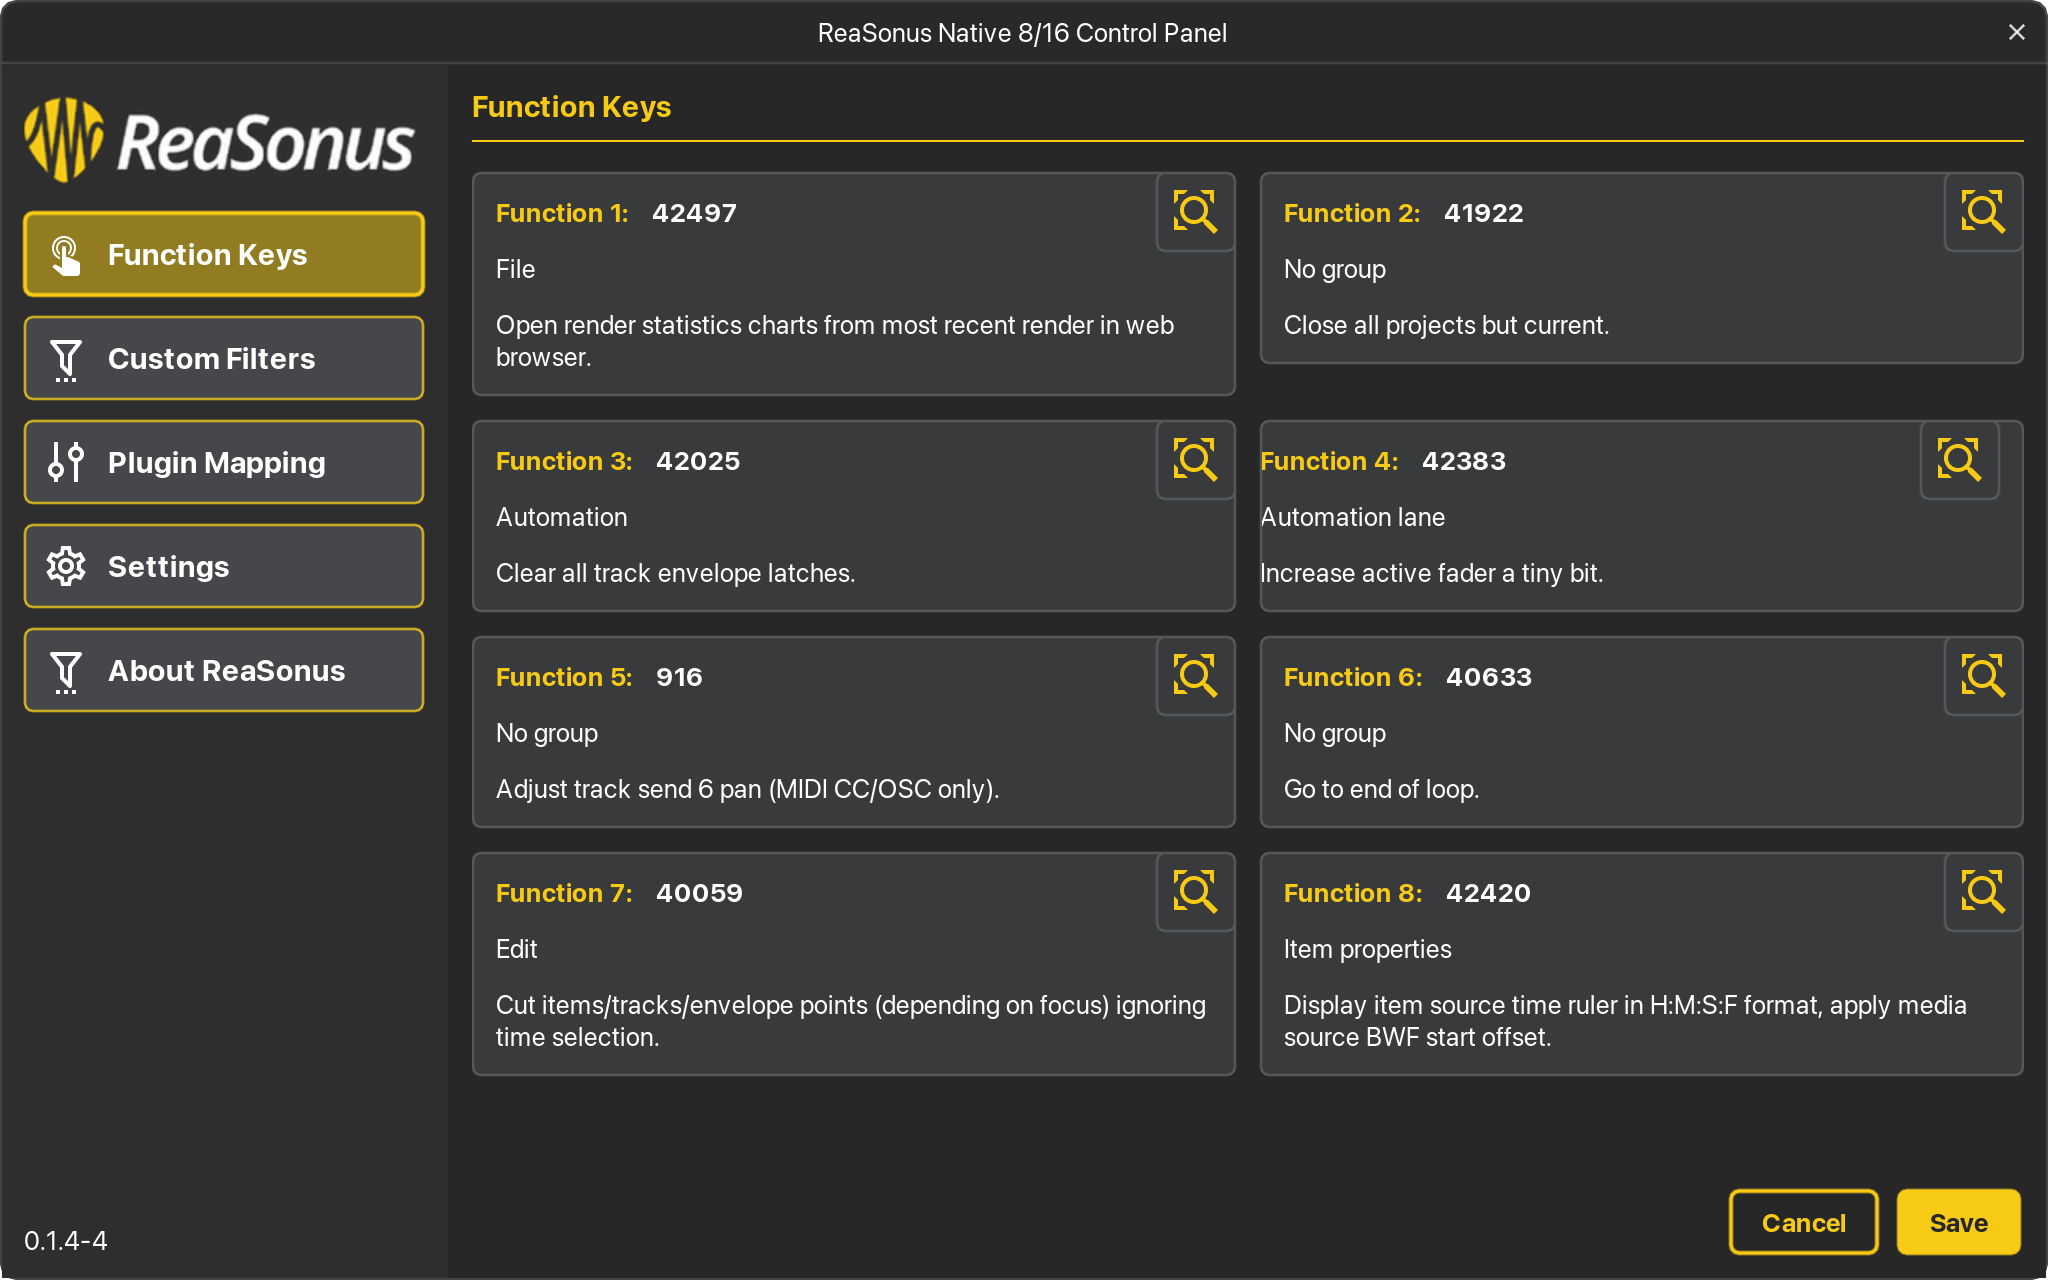 ReaSonus Native 8/16 Control Panel
ReaSonus
Function Keys
Custom Filters
Plugin Mapping
Settings
About ReaSonus
0.1.4-4
Function Keys
Function 1: 42497
File
Open render statistics charts from most recent render in web
browser.
Function 2: 41922
No group
Close all projects but current.
Function 3: 42025
Automation
Clear all track envelope latches.
Function 4: 42383
Automation lane
Increase active fader a tiny bit.
Function 5: 916
No group
Adjust track send 6 pan (MIDI CC/OSC only).
Function 6: 40633
No group
Go to end of loop.
Function 7: 40059
Edit
Cut items/tracks/envelope points (depending on focus) ignoring
time selection.
Function 8: 42420
Item properties
Display item source time ruler in H:M:S:F format, apply media
source BWF start offset.
Cancel
Save